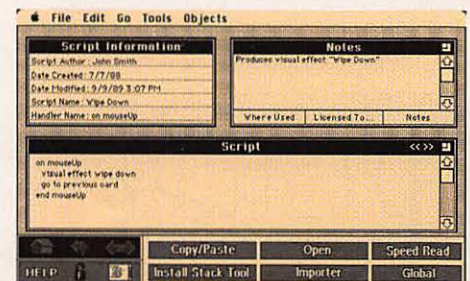 File Edit Go Tools Objects
Script Information
Script Author: John Smith
Date Created: 7/7/88
Date Modified: 9/9/89 3:07 PM
Script Name: Wipe Down
Handler Name: on mouseUp
Notes
Produces visual effect "Wipe Down"
Where Used
Licensed To...
Notes
Script
<< >>
on mouseUp
visual effect wipe down
go to previous card
end mouseUp
Copy/Paste
Open
Speed Read
HELP
Install Stack Tool
Importer
Global